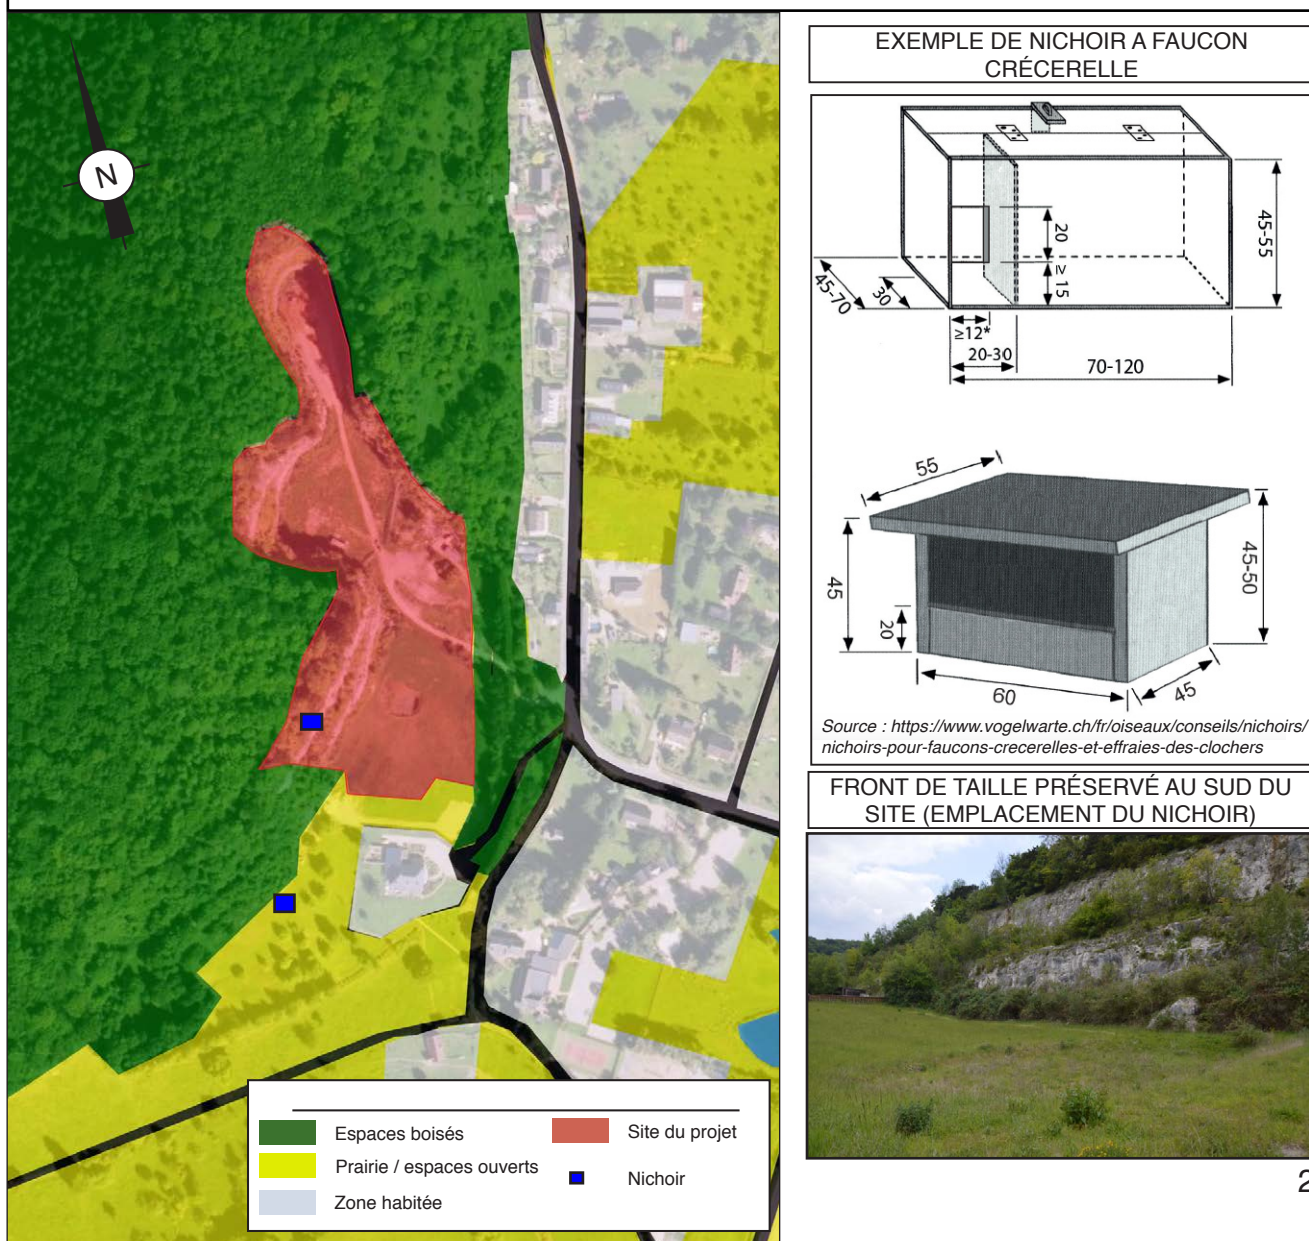 N
Espaces boisés
Prairie / espaces ouverts
Zone habitée
Site du projet
Nichoir
EXEMPLE DE NICHOIR A FAUCON
CRÉCERELLE
45-55
20
≥ 15
45-70
30
≥12*
20-30
70-120
55
45
20
45-50
60
45
Source : https://www.vogelwarte.ch/fr/oiseaux/conseils/nichoirs/
nichoirs-pour-faucons-crecerelles-et-effraies-des-clochers
FRONT DE TAILLE PRÉSERVÉ AU SUD DU
SITE (EMPLACEMENT DU NICHOIR)
2